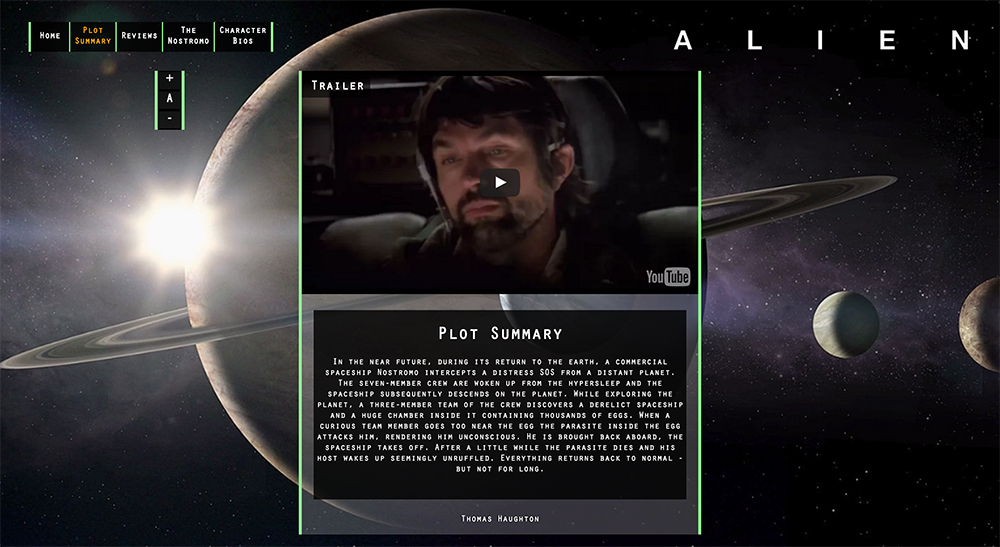 Home
Plot Summary
Reviews
The Nostromo
Character Bios
A L I E N
+
A
-
Trailer
YouTube
Plot Summary
In the near future, during its return to the earth, a commercial
spaceship Nostromo intercepts a distress SOS from a distant planet.
The seven-member crew are woken up from the hypersleep and the
spaceship subsequently descends on the planet. While exploring the
planet, a three-member team of the crew discovers a derelict spaceship
and a huge chamber inside it containing thousands of eggs. When a
curious team member goes too near the egg the parasite inside the egg
attacks him, rendering him unconscious. He is brought back aboard, the
spaceship takes off. After a little while the parasite dies and his
host wakes up seemingly unruffled. Everything returns back to normal -
but not for long.
Thomas Haughton